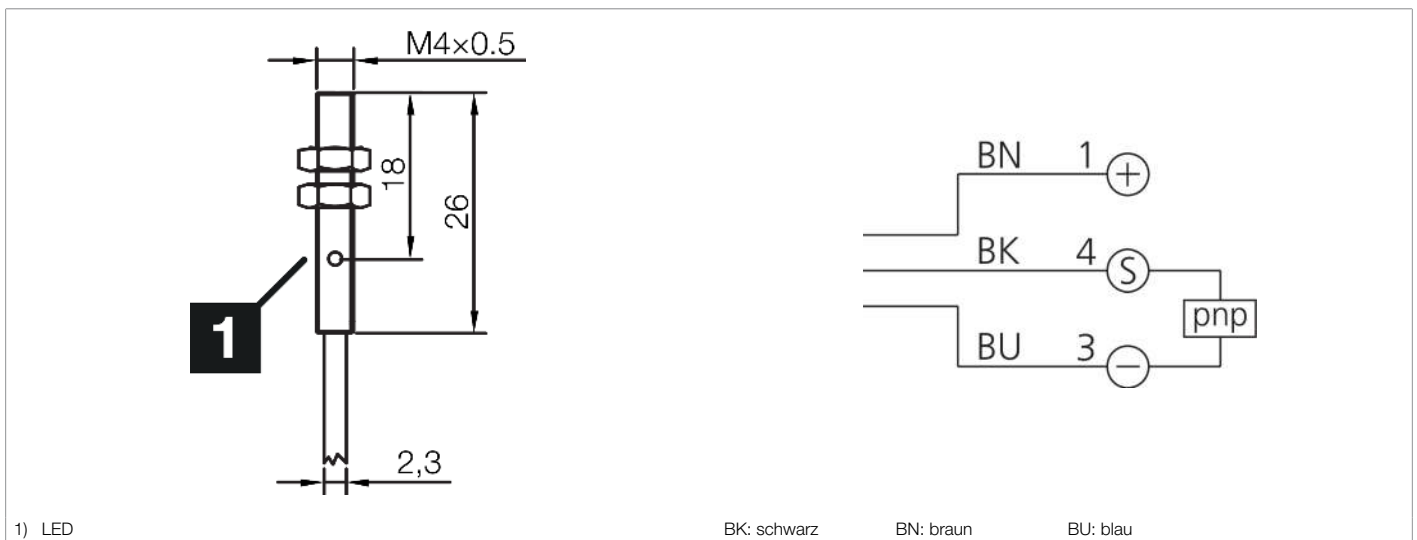 M4×0.5
18
26
1
2,3
BN 1 +
BK 4 S
pnp
BU 3 −
1) LED
BK: schwarz BN: braun BU: blau